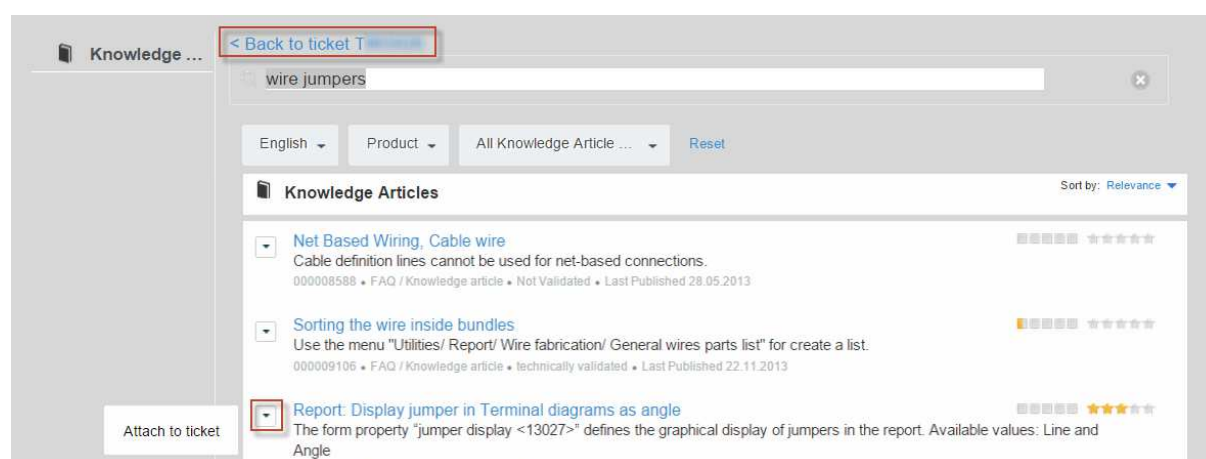 < Back to ticket T
Knowledge ...
wire jumpers
English Product All Knowledge Article ... Reset
Knowledge Articles Sort by: Relevance
Net Based Wiring, Cable wire
Cable definition lines cannot be used for net-based connections.
000008588 • FAQ / Knowledge article • Not Validated • Last Published 28.05.2013
Sorting the wire inside bundles
Use the menu "Utilities/ Report/ Wire fabrication/ General wires parts list" for create a list.
000009106 • FAQ / Knowledge article • technically validated • Last Published 22.11.2013
Report: Display jumper in Terminal diagrams as angle
Attach to ticket
The form property "jumper display <13027>" defines the graphical display of jumpers in the report. Available values: Line and
Angle